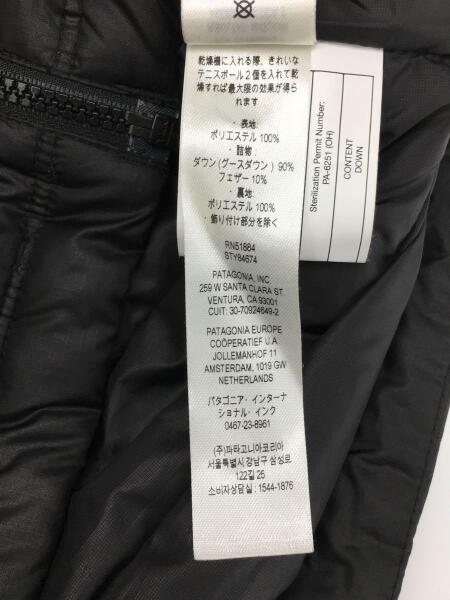 乾燥機に入れる際、きれいな
テニスボール2個を入れて乾
燥すれば最大限の効果が得ら
れます
・表地:
ポリエステル 100%
・詰物:
ダウン (グースダウン) 90%
フェザー 10%
・裏地:
ポリエステル 100%
・飾り付け部分を除く
RN51884
STY84674
PATAGONIA, INC.
259 W SANTA CLARA ST
VENTURA, CA 93001
CUIT: 30-70924649-2
PATAGONIA EUROPE
COÖPERATIEF U.A.
JOLLEMANHOF 11
AMSTERDAM, 1019 GW
NETHERLANDS
パタゴニア・インターナ
ショナル・インク
0467-23-8961
(주)파타고니아코리아
서울특별시 강남구 삼성로
122길 25
소비자상담실 : 1544-1876
Sterilization Permit Number:
PA-6251 (OH)
CONTENT
DOWN